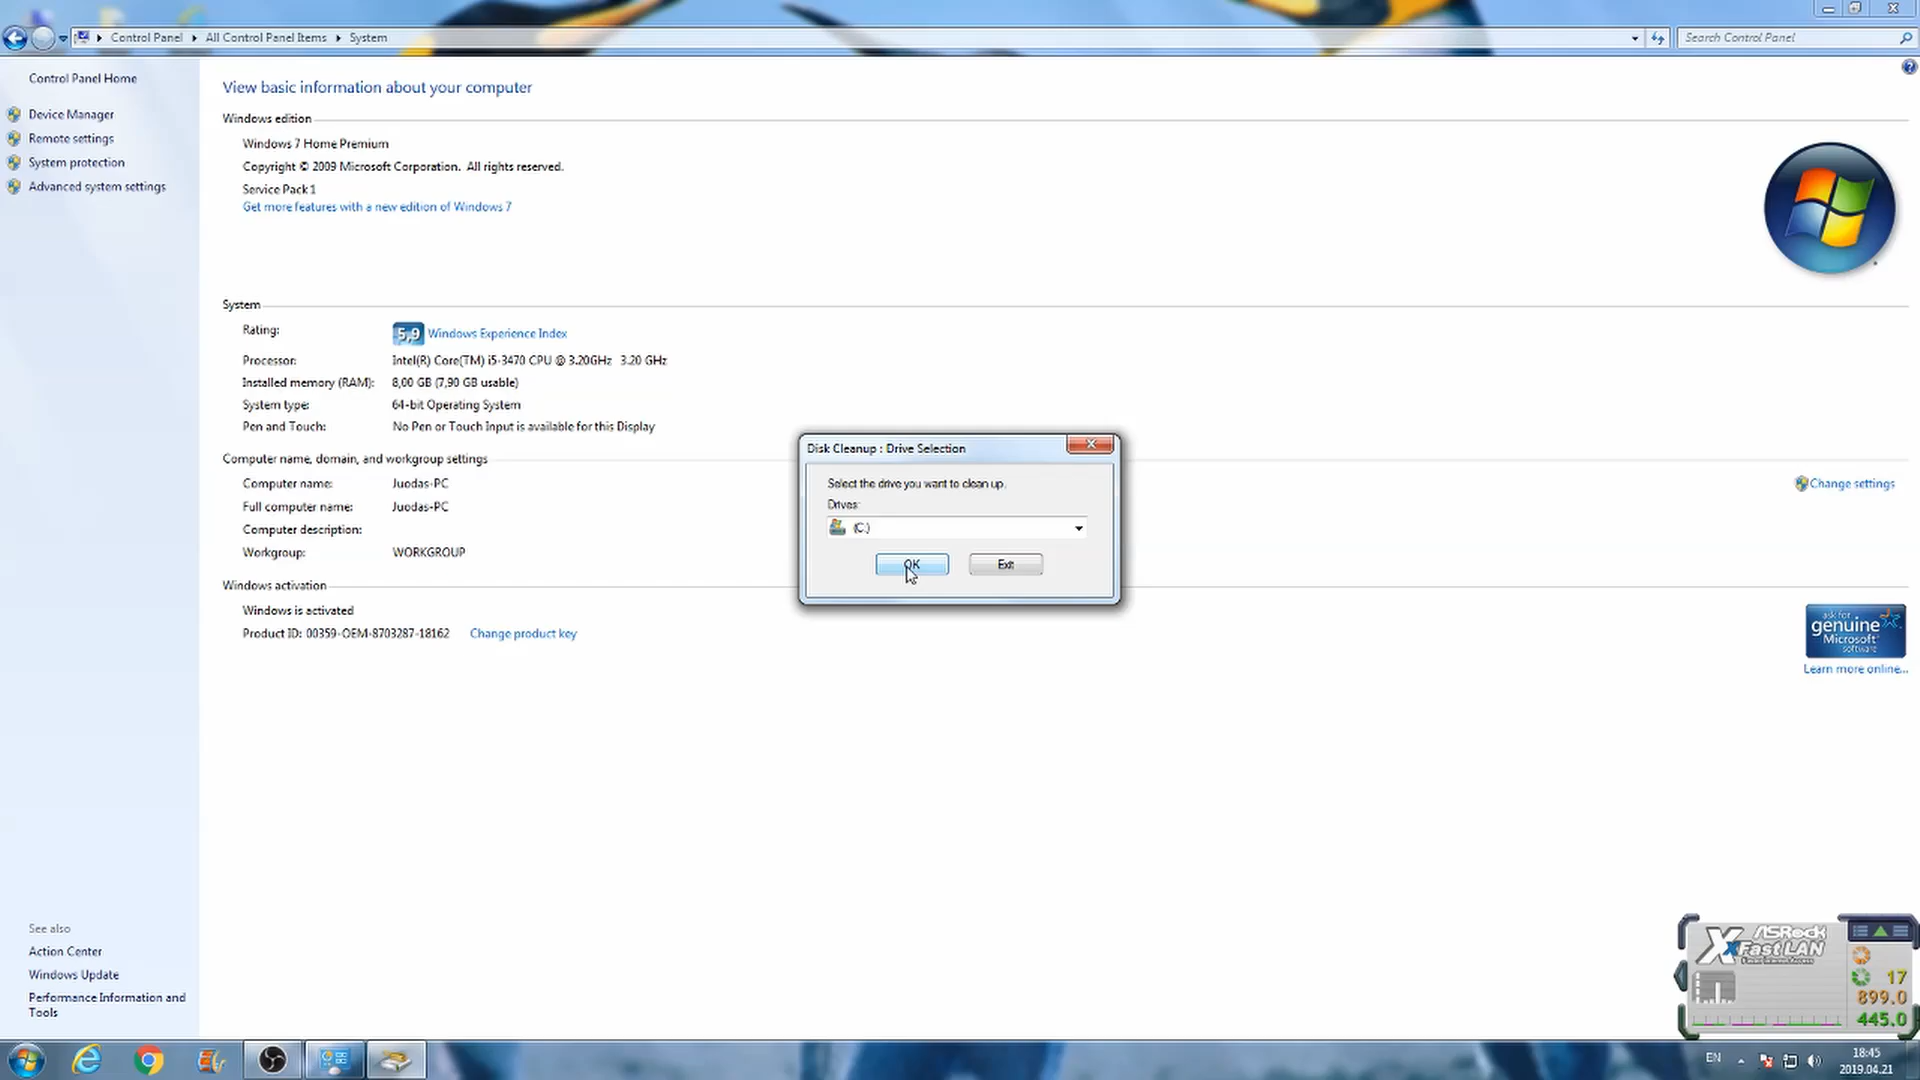 Control Panel
All Control Panel Items
System
Search Control Panel
Control Panel Home
Device Manager
Remote settings
System protection
Advanced system settings
View basic information about your computer
Windows edition
Windows 7 Home Premium
Copyright © 2009 Microsoft Corporation. All rights reserved.
Service Pack 1
Get more features with a new edition of Windows 7
System
Rating:
5,9 Windows Experience Index
Processor:
Intel(R) Core(TM) i5-3470 CPU @ 3.20GHz 3.20 GHz
Installed memory (RAM):
8,00 GB (7,90 GB usable)
System type:
64-bit Operating System
Pen and Touch:
No Pen or Touch Input is available for this Display
Computer name, domain, and workgroup settings
Computer name:
Juodas-PC
Change settings
Full computer name:
Juodas-PC
Computer description:
Workgroup:
WORKGROUP
Windows activation
Windows is activated
Product ID: 00359-OEM-8703287-18162
Change product key
ask for
genuine
Microsoft
software
Learn more online...
Disk Cleanup : Drive Selection
Select the drive you want to clean up.
Drives:
(C:)
OK
Exit
See also
Action Center
Windows Update
Performance Information and
Tools
ASRock
XFast LAN
17
899.0
445.0
EN
18:45
2019.04.21